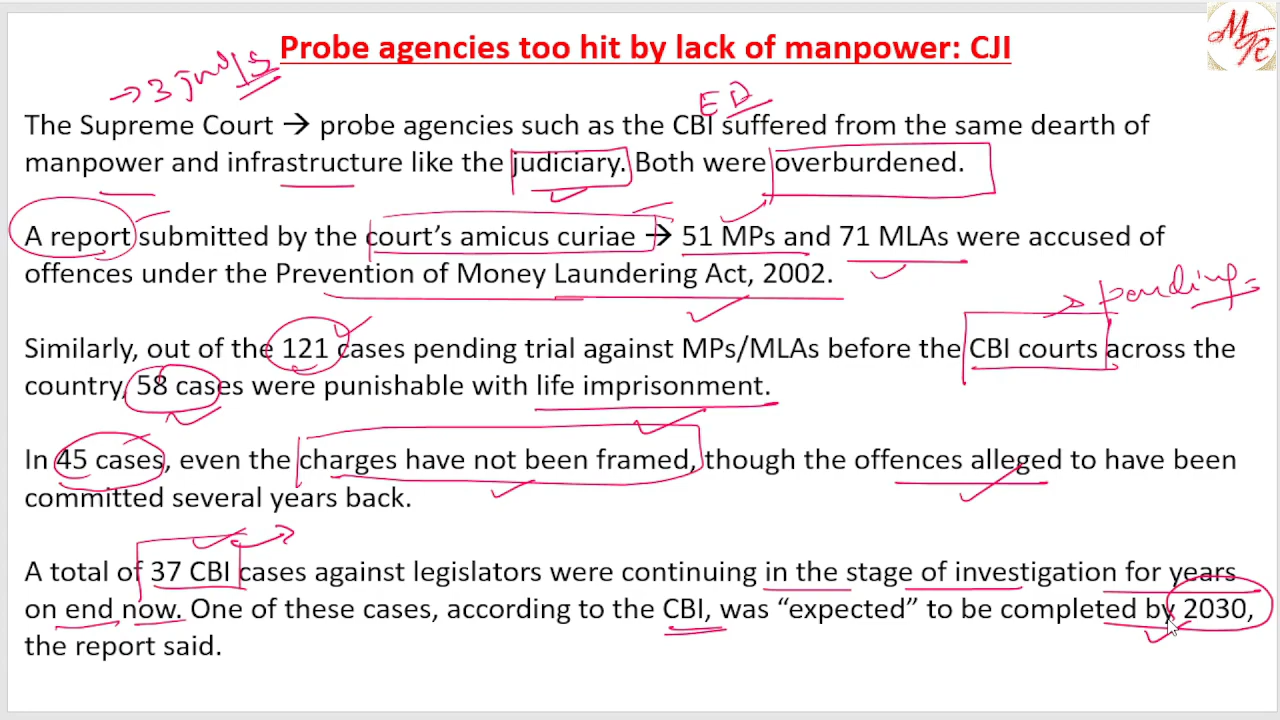 Probe agencies too hit by lack of manpower: CJI
MJR
→ 3 judg/s
ED
The Supreme Court → probe agencies such as the CBI suffered from the same dearth of
manpower and infrastructure like the judiciary. Both were overburdened.
A report submitted by the court’s amicus curiae → 51 MPs and 71 MLAs were accused of
offences under the Prevention of Money Laundering Act, 2002.
→ pending
Similarly, out of the 121 cases pending trial against MPs/MLAs before the CBI courts across the
country, 58 cases were punishable with life imprisonment.
In 45 cases, even the charges have not been framed, though the offences alleged to have been
committed several years back.
A total of 37 CBI cases against legislators were continuing in the stage of investigation for years
on end now. One of these cases, according to the CBI, was “expected” to be completed by 2030,
the report said.